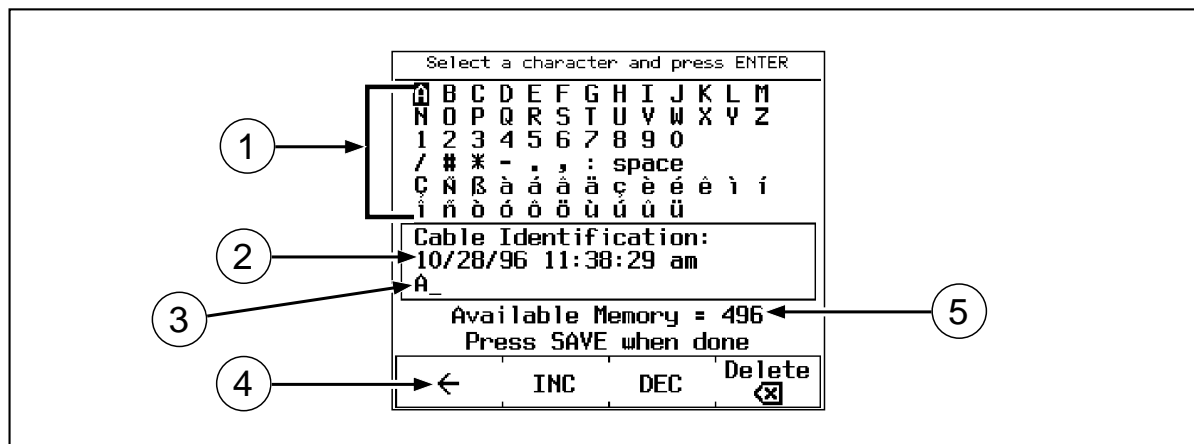 Select a character and press ENTER
A B C D E F G H I J K L M
N O P Q R S T U V W X Y Z
1 2 3 4 5 6 7 8 9 0
/ # * - . , : space
Ç Ñ ß à á â ä ç è é ê ì í
î ñ ò ó ô ö ù ú û ü
Cable Identification:
10/28/96 11:38:29 am
A_
Available Memory = 496
Press SAVE when done
← INC DEC Delete
1
2
3
4
5